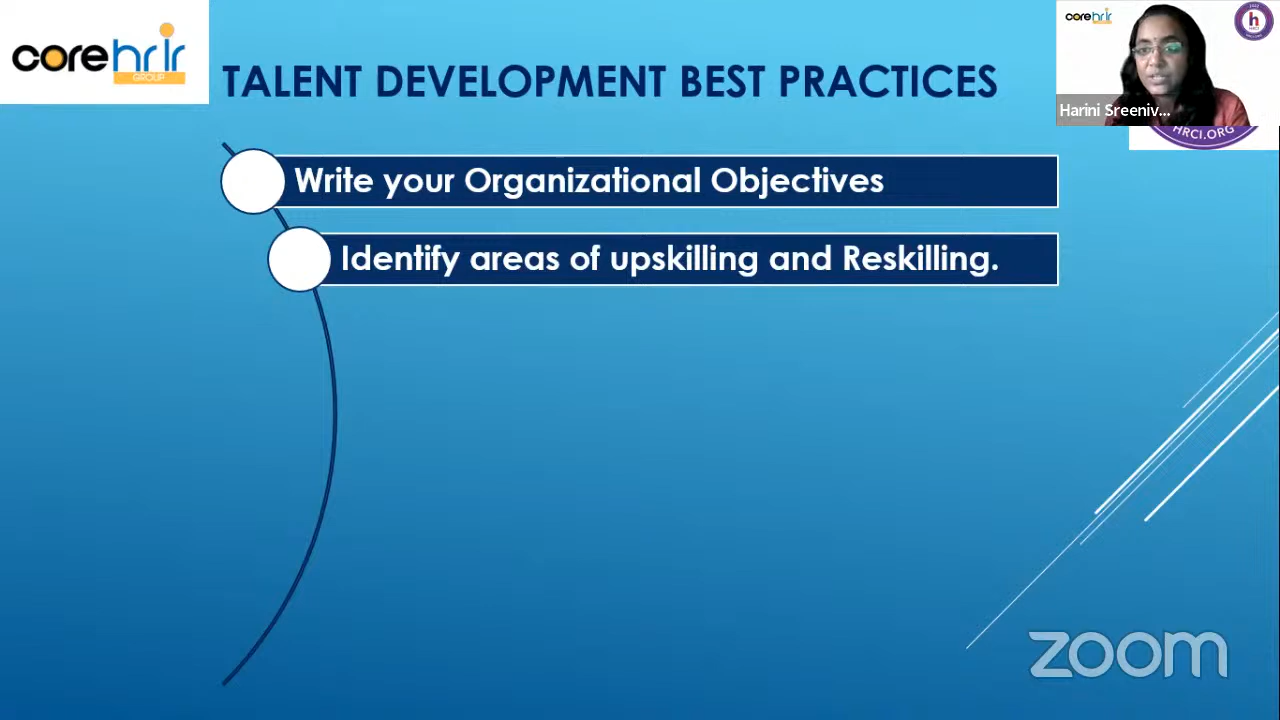 corehrir
GROUP
TALENT DEVELOPMENT BEST PRACTICES
corehrir
h
HRCI
Harini Sreeniv...
HRCI.ORG
Write your Organizational Objectives
Identify areas of upskilling and Reskilling.
zoom